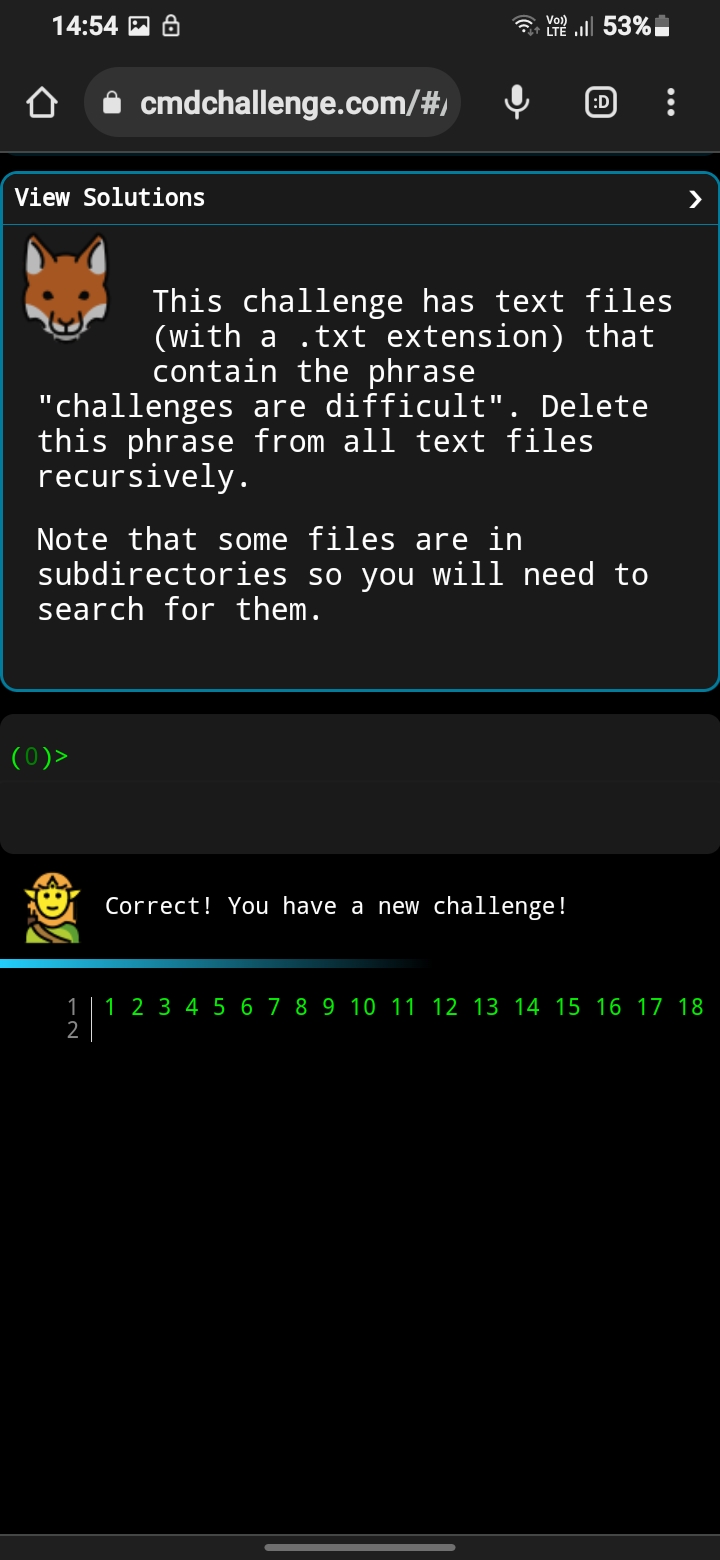 14:54 Vo)) LTE 53%
cmdchallenge.com/#/
:D
View Solutions
This challenge has text files
(with a .txt extension) that
contain the phrase
"challenges are difficult". Delete
this phrase from all text files
recursively.
Note that some files are in
subdirectories so you will need to
search for them.
(0)>
Correct! You have a new challenge!
1 1 2 3 4 5 6 7 8 9 10 11 12 13 14 15 16 17 18
2